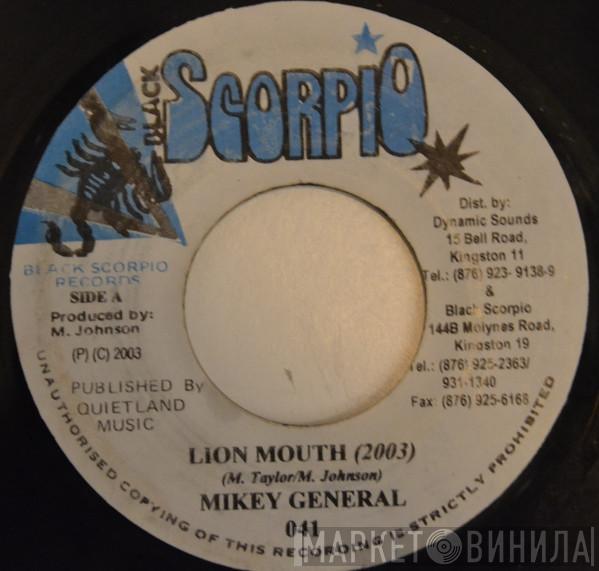 BLACK
SCORPIO
BLACK SCORPIO
RECORDS
SIDE A
Produced by:
M. Johnson
(P) (C) 2003
PUBLISHED By
QUIETLAND
MUSIC
Dist. by:
Dynamic Sounds
15 Bell Road,
Kingston 11
Tel.: (876) 923- 9138-9
&
Black Scorpio
144B Molynes Road,
Kingston 19
Tel.: (876) 925-2363/
931-1340
Fax: (876) 925-6168
LION MOUTH (2003)
(M. Taylor/M. Johnson)
MIKEY GENERAL
041
UNAUTHORISED COPYING OF THIS RECORDING IS STRICTLY PROHIBITED
МАРКЕТ ВИНИЛА